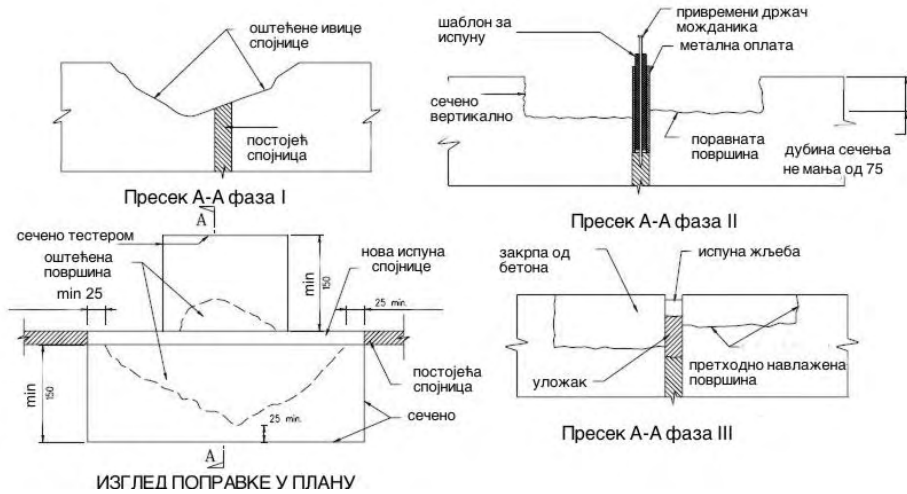 оштећене ивице
спојнице
постојећ
спојница
Пресек А-А фаза I
шаблон за
испуну
привремени држач
можданика
метална оплата
сечено
вертикално
поравната
површина
дубина сечења
не мања од 75
Пресек А-А фаза II
A
сечено тестером
оштећена
површина
min 25
нова испуна
спојнице
min
150
25 min.
min
150
25 min.
постојећа
спојница
сечено
A
ИЗГЛЕД ПОПРАВКЕ У ПЛАНУ
закрпа од
бетона
испуна жљеба
уложак
претходно навлажена
површина
Пресек А-А фаза III